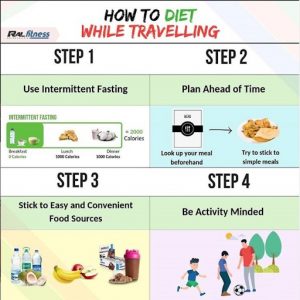 HOW TO DIET
WHILE TRAVELLING
REAL fitness
STEP 1
STEP 2
Use Intermittent Fasting
Plan Ahead of Time
INTERMITTENT FASTING
Breakfast
0 Calories
Lunch
1000 Calories
Dinner
1000 Calories
= 2000
Calories
Look up your meal
beforehand
Try to stick to
simple meals
STEP 3
STEP 4
Stick to Easy and Convenient
Food Sources
Be Activity Minded